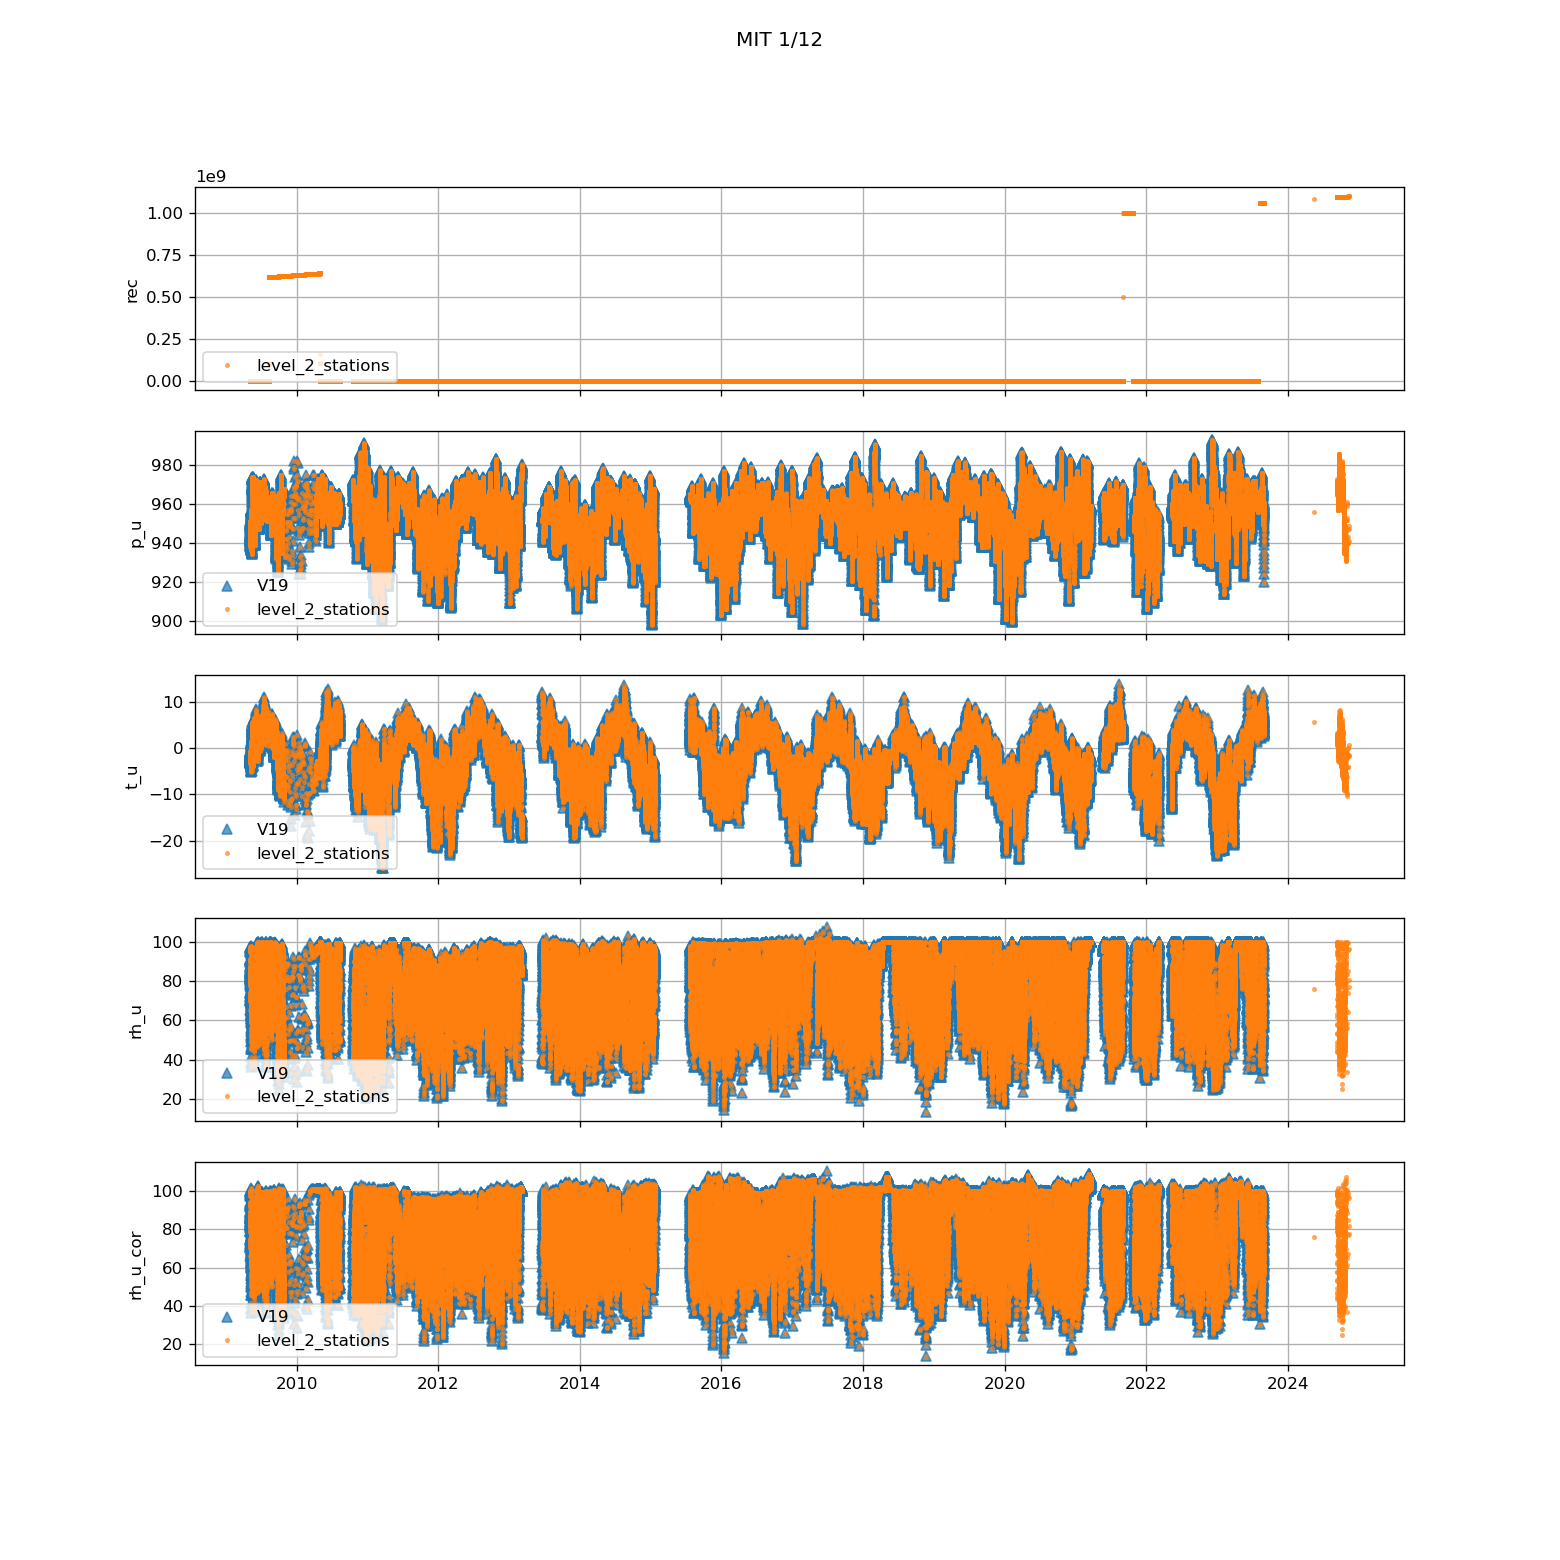 MIT 1/12
1e9
1.00
0.75
0.50
0.25
0.00
rec
level_2_stations
980
960
940
920
900
p_u
V19
level_2_stations
10
0
−10
−20
t_u
V19
level_2_stations
100
80
60
40
20
rh_u
V19
level_2_stations
100
80
60
40
20
rh_u_cor
V19
level_2_stations
2010 2012 2014 2016 2018 2020 2022 2024